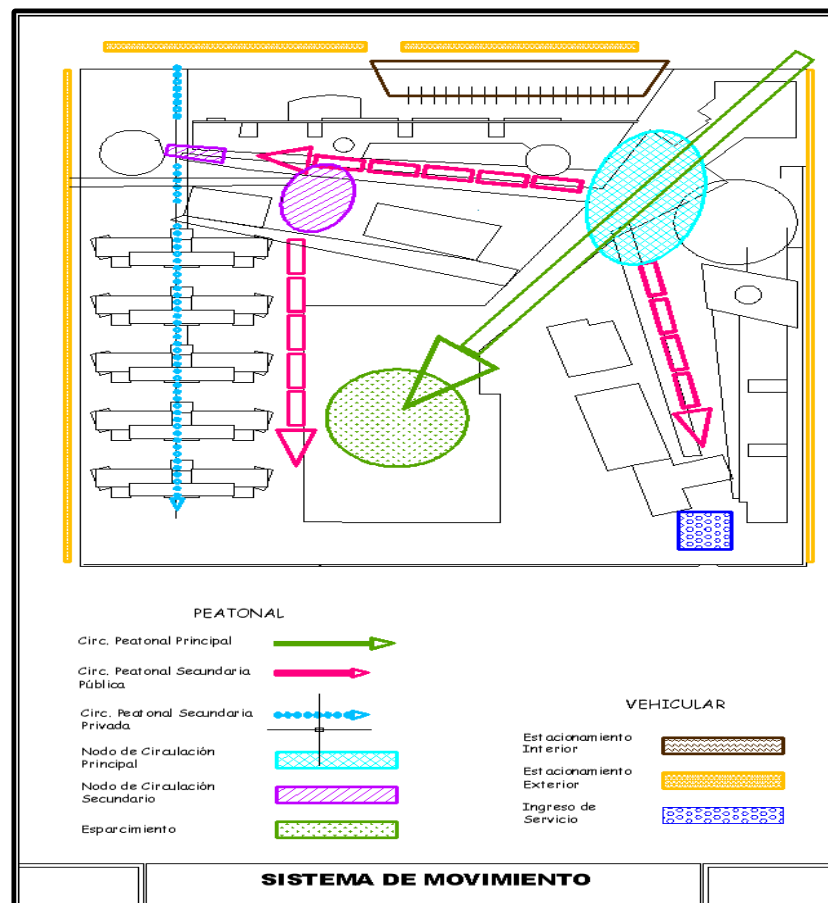 PEATONAL
Circ. Peatonal Principal
Circ. Peatonal Secundaria
Pública
Circ. Peatonal Secundaria
Privada
Nodo de Circulación
Principal
Nodo de Circulación
Secundario
Esparcimiento
VEHICULAR
Estacionamiento
Interior
Estacionamiento
Exterior
Ingreso de
Servicio
SISTEMA DE MOVIMIENTO